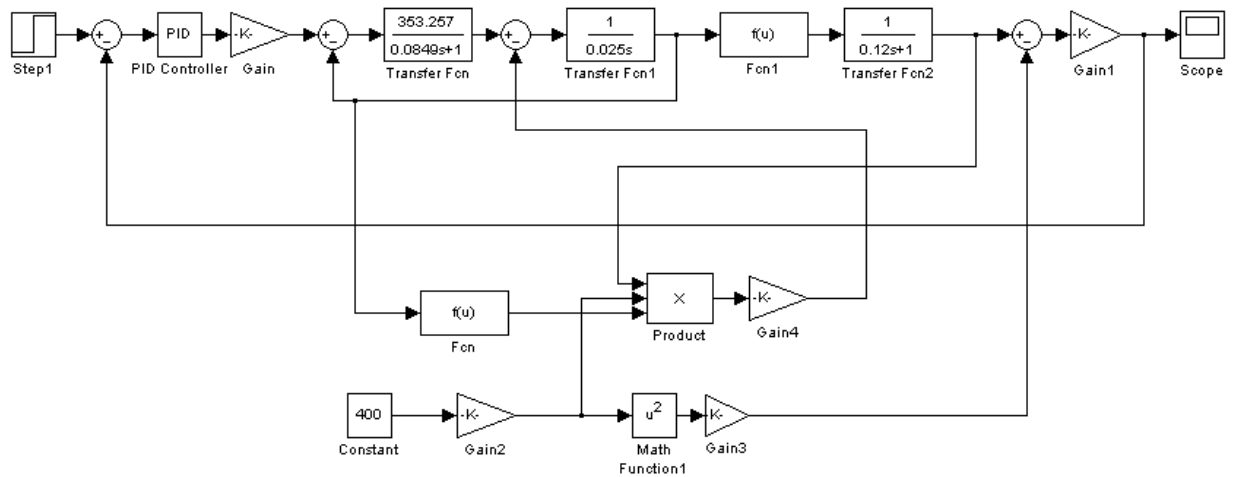 Step1
PID
PID Controller
-K-
Gain
353.257
0.0849s+1
Transfer Fcn
1
0.025s
Transfer Fcn1
f(u)
Fcn1
1
0.12s+1
Transfer Fcn2
-K-
Gain1
Scope
f(u)
Fcn
×
Product
-K-
Gain4
400
Constant
-K-
Gain2
u²
Math
Function1
K-
Gain3